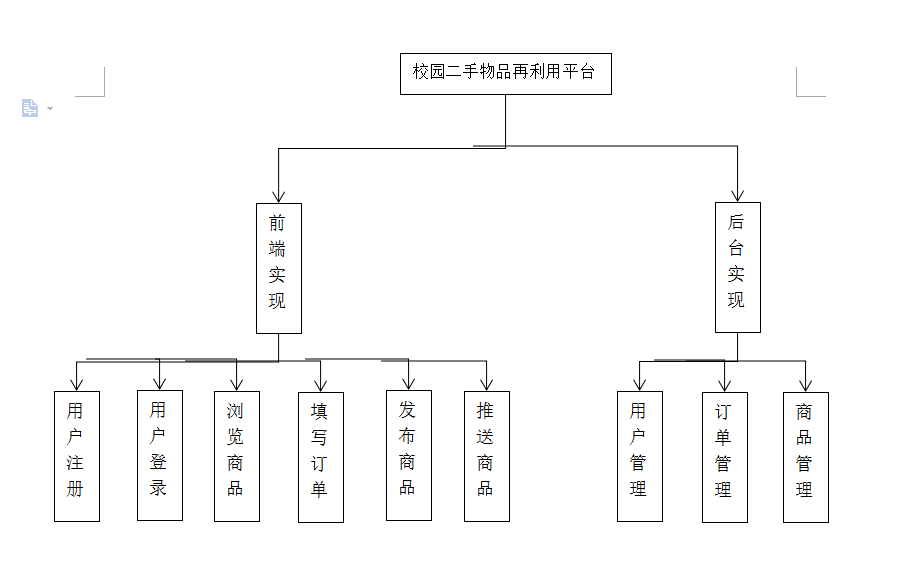 校园二手物品再利用平台
前端实现
后台实现
用户注册
用户登录
浏览商品
填写订单
发布商品
推送商品
用户管理
订单管理
商品管理